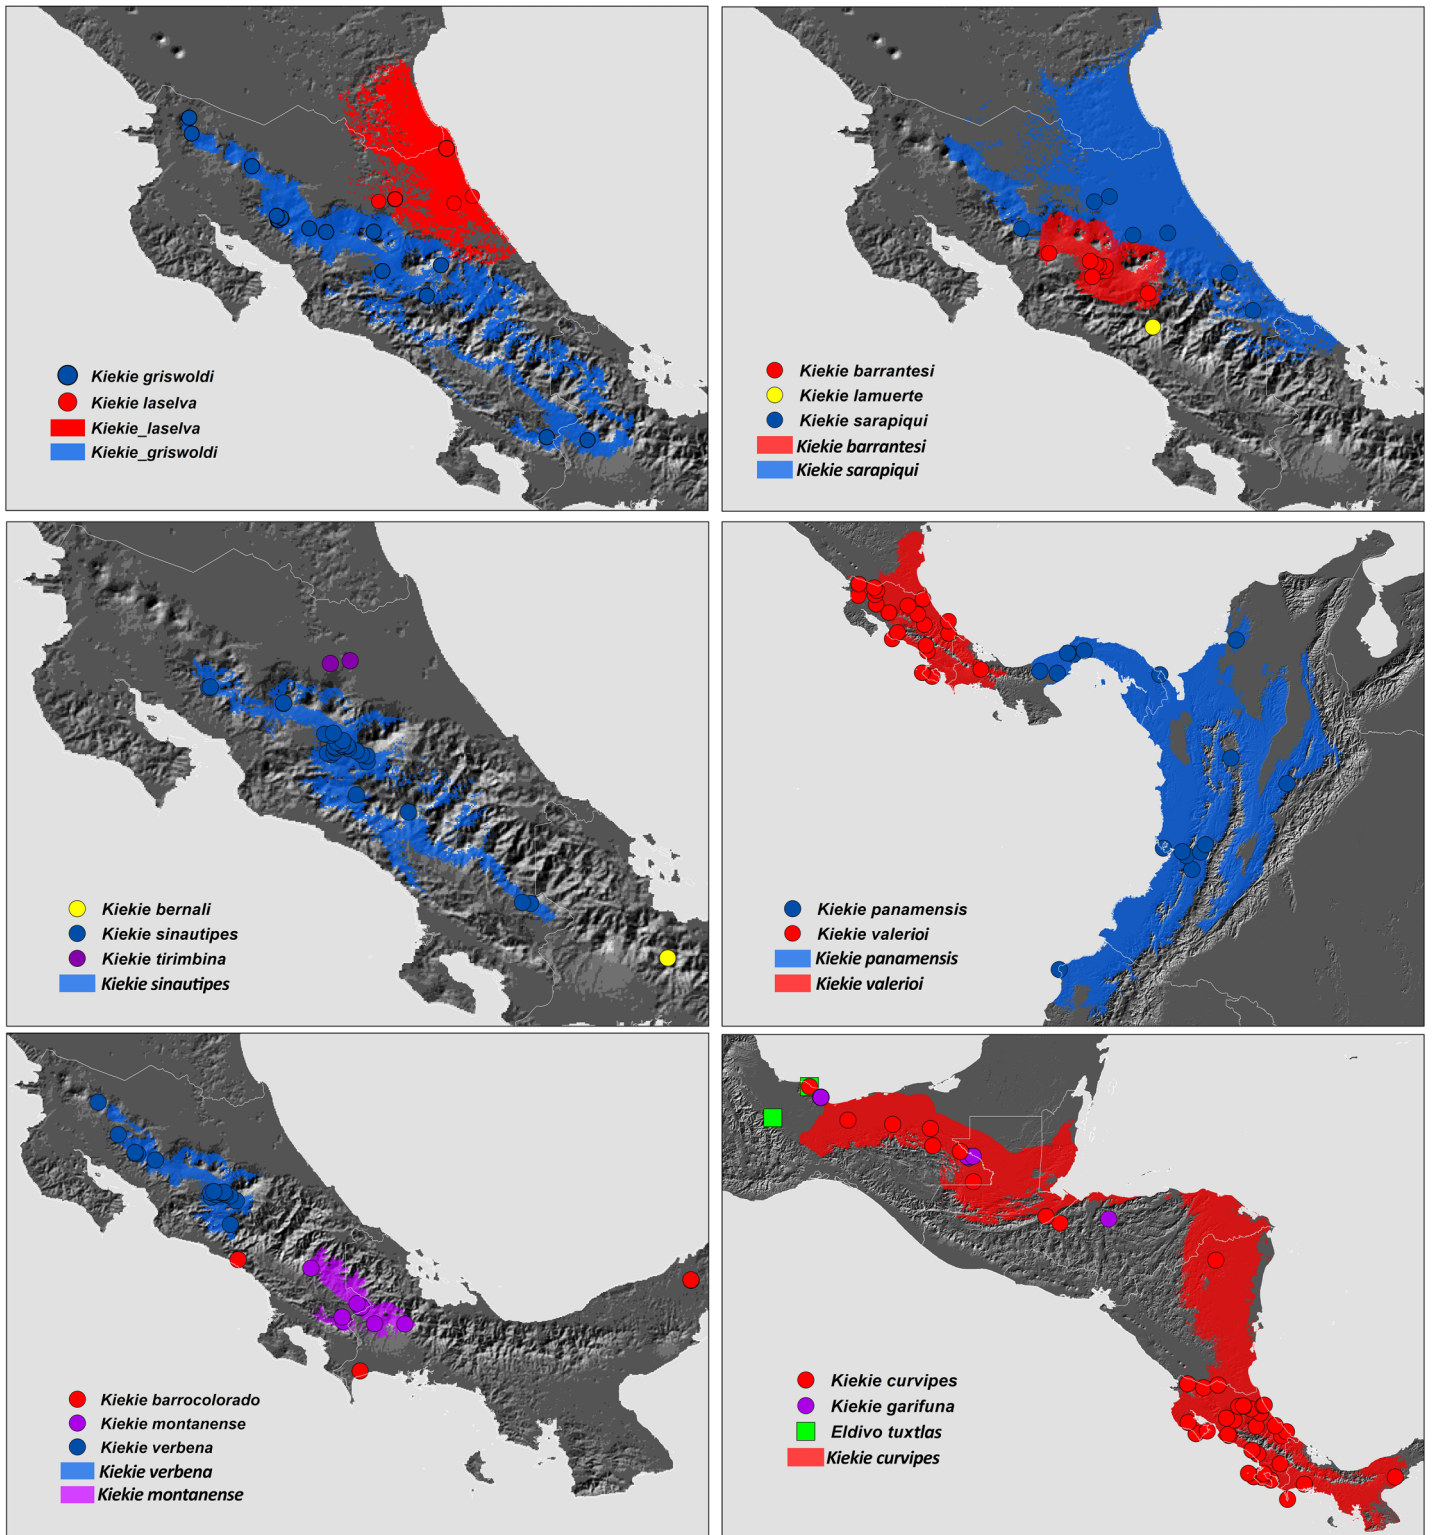 Kiekie griswoldi
Kiekie laselva
Kiekie_laselva
Kiekie_griswoldi
Kiekie barrantesi
Kiekie lamuerte
Kiekie sarapiqui
Kiekie barrantesi
Kiekie sarapiqui
Kiekie bernali
Kiekie sinautipes
Kiekie tirimbina
Kiekie sinautipes
Kiekie panamensis
Kiekie valerioi
Kiekie panamensis
Kiekie valerioi
Kiekie barrocolorado
Kiekie montanense
Kiekie verbena
Kiekie verbena
Kiekie montanense
Kiekie curvipes
Kiekie garifuna
Eldivo tuxtlas
Kiekie curvipes